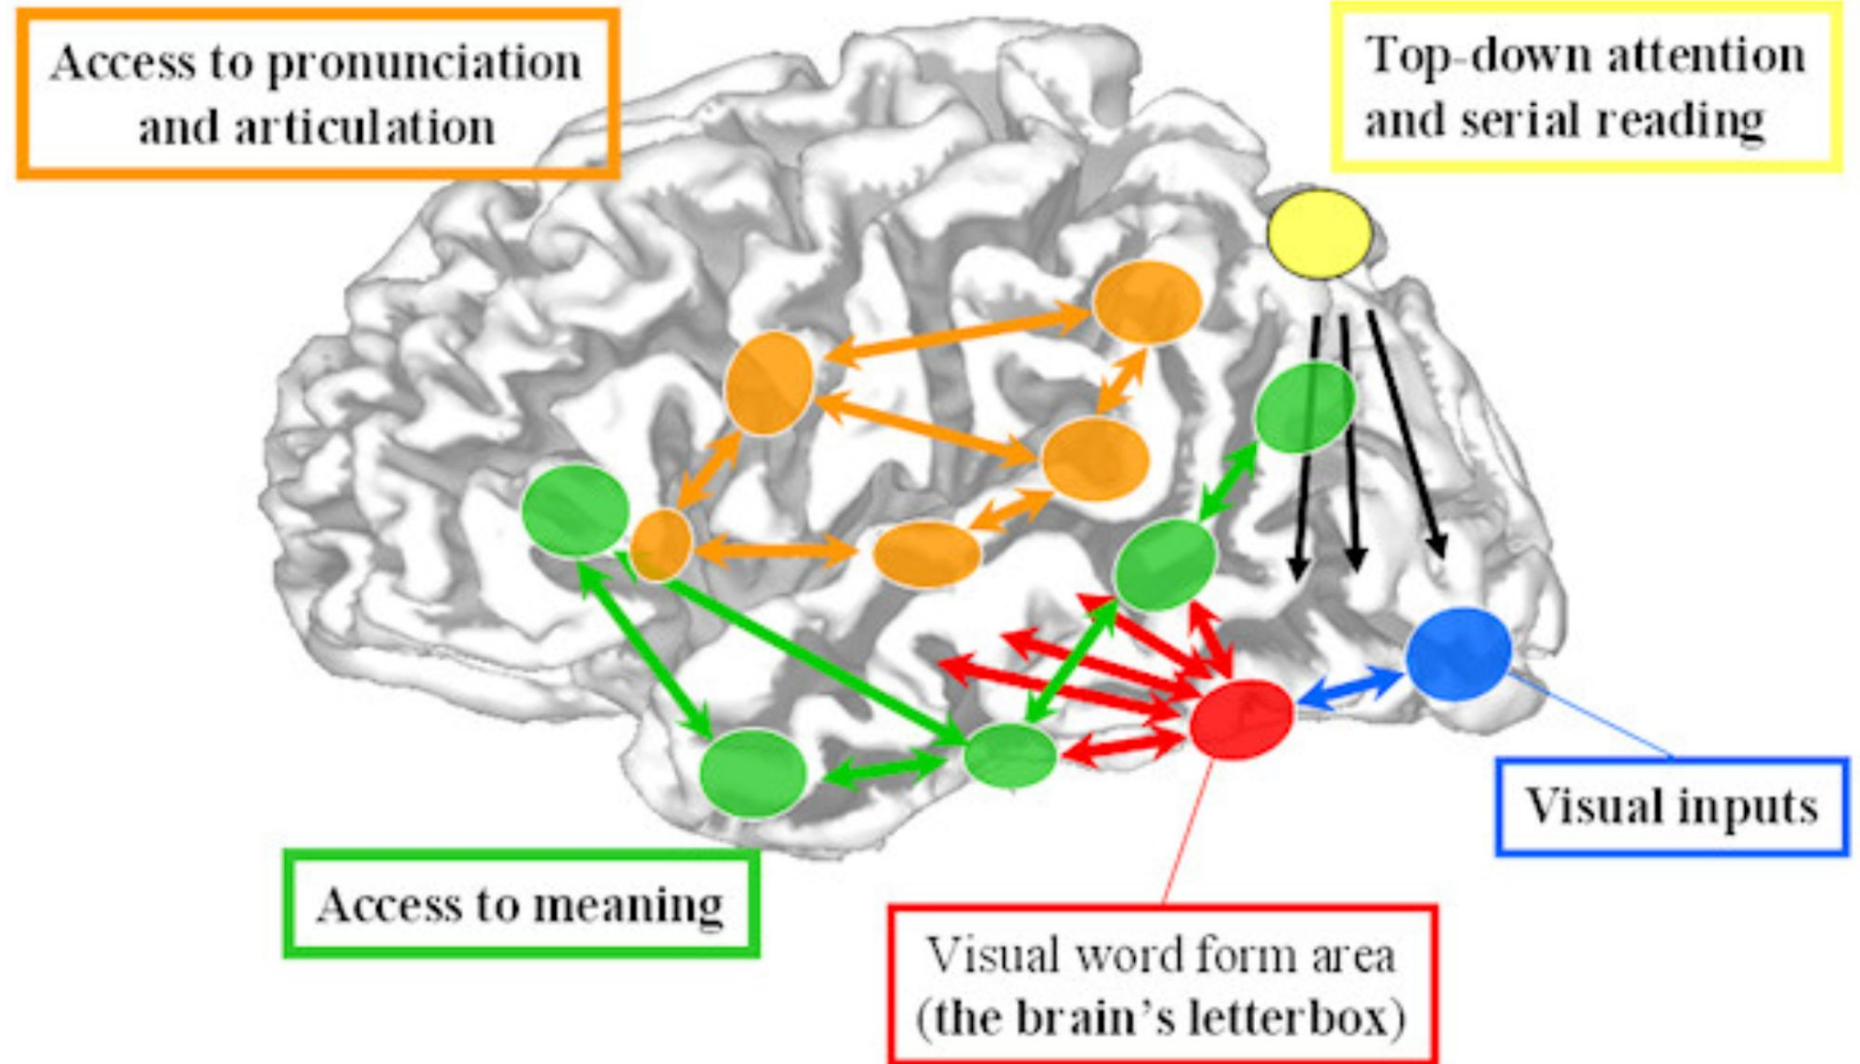 Access to pronunciation
and articulation
Top-down attention
and serial reading
Visual inputs
Access to meaning
Visual word form area
(the brain’s letterbox)